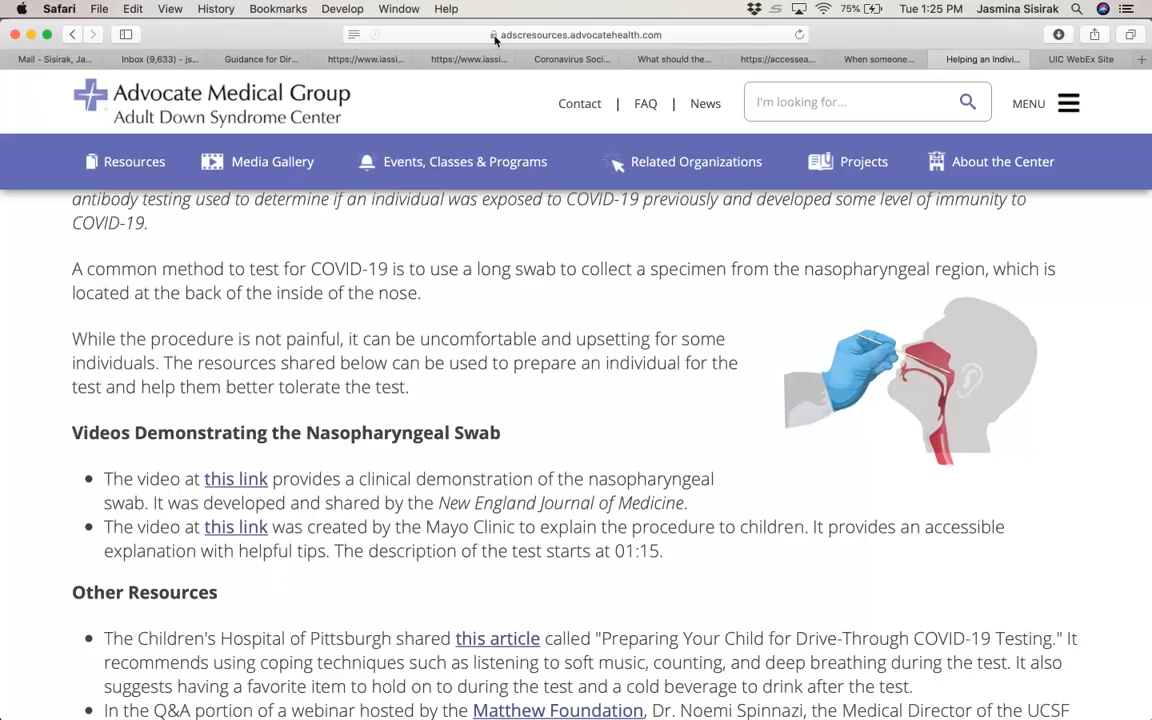 Safari File Edit View History Bookmarks Develop Window Help 75% Tue 1:25 PM Jasmina Sisirak
adscresources.advocatehealth.com
Mail - Sisirak, Ja... Inbox (9,633) – js... Guidance for Dir... https://www.iassi... https://www.iassi... Coronavirus Soci... What should the... https://accessea... When someone... Helping an Indivi... UIC WebEx Site
Advocate Medical Group
Adult Down Syndrome Center
Contact | FAQ | News I'm looking for... MENU
Resources Media Gallery Events, Classes & Programs Related Organizations Projects About the Center
antibody testing used to determine if an individual was exposed to COVID-19 previously and developed some level of immunity to
COVID-19.
A common method to test for COVID-19 is to use a long swab to collect a specimen from the nasopharyngeal region, which is
located at the back of the inside of the nose.
While the procedure is not painful, it can be uncomfortable and upsetting for some
individuals. The resources shared below can be used to prepare an individual for the
test and help them better tolerate the test.
Videos Demonstrating the Nasopharyngeal Swab
• The video at this link provides a clinical demonstration of the nasopharyngeal
swab. It was developed and shared by the New England Journal of Medicine.
• The video at this link was created by the Mayo Clinic to explain the procedure to children. It provides an accessible
explanation with helpful tips. The description of the test starts at 01:15.
Other Resources
• The Children's Hospital of Pittsburgh shared this article called "Preparing Your Child for Drive-Through COVID-19 Testing." It
recommends using coping techniques such as listening to soft music, counting, and deep breathing during the test. It also
suggests having a favorite item to hold on to during the test and a cold beverage to drink after the test.
• In the Q&A portion of a webinar hosted by the Matthew Foundation, Dr. Noemi Spinnazi, the Medical Director of the UCSF